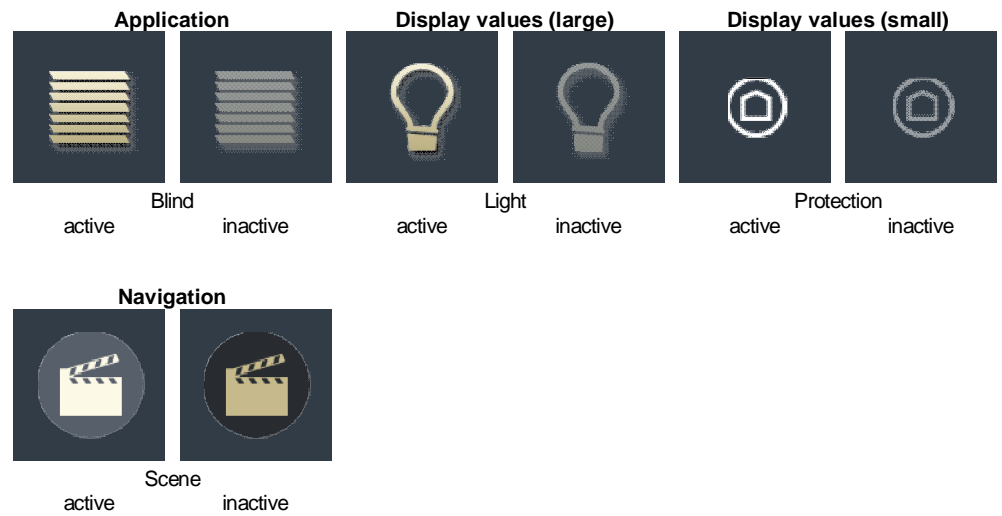 Application Display values (large) Display values (small)
Blind Light Protection
active inactive active inactive active inactive
Navigation
Scene
active inactive